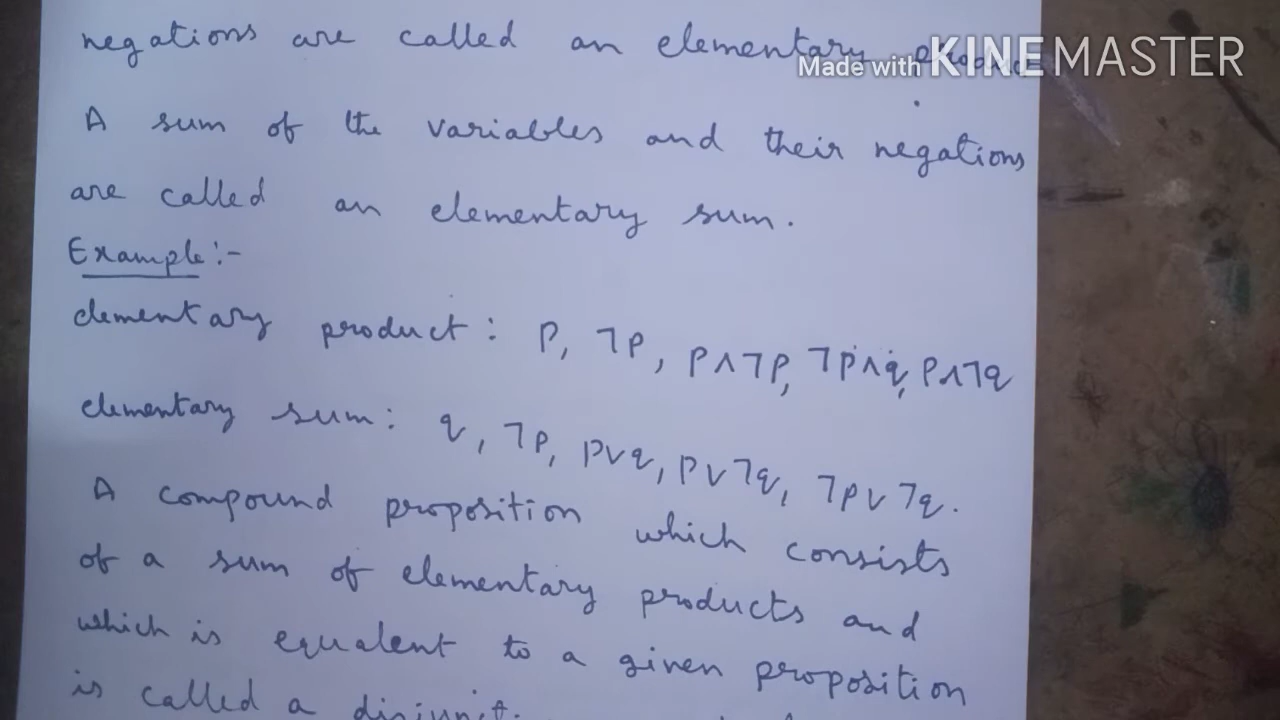 negations are called an elementary
Made with KINEMASTER
A sum of the variables and their negations
are called an elementary sum.
Example:-
elementary product: P, ¬P, P∧¬P, ¬P∧q, P∧¬q
elementary sum: q, ¬P, P∨q, P∨¬q, ¬P∨¬q.
A compound proposition which consists
of a sum of elementary products and
which is equalent to a given proposition
is called a